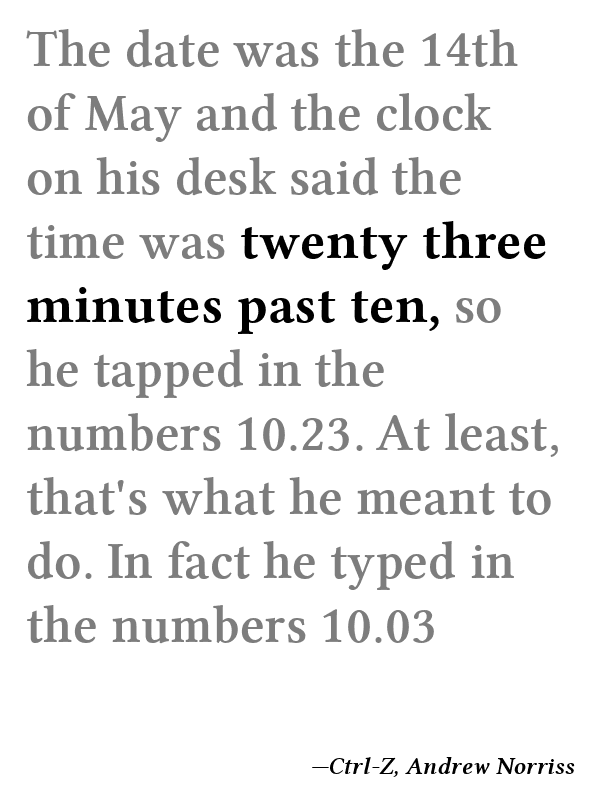 The date was the 14th
of May and the clock
on his desk said the
time was twenty three
minutes past ten, so
he tapped in the
numbers 10.23. At least,
that's what he meant to
do. In fact he typed in
the numbers 10.03
—Ctrl-Z, Andrew Norriss